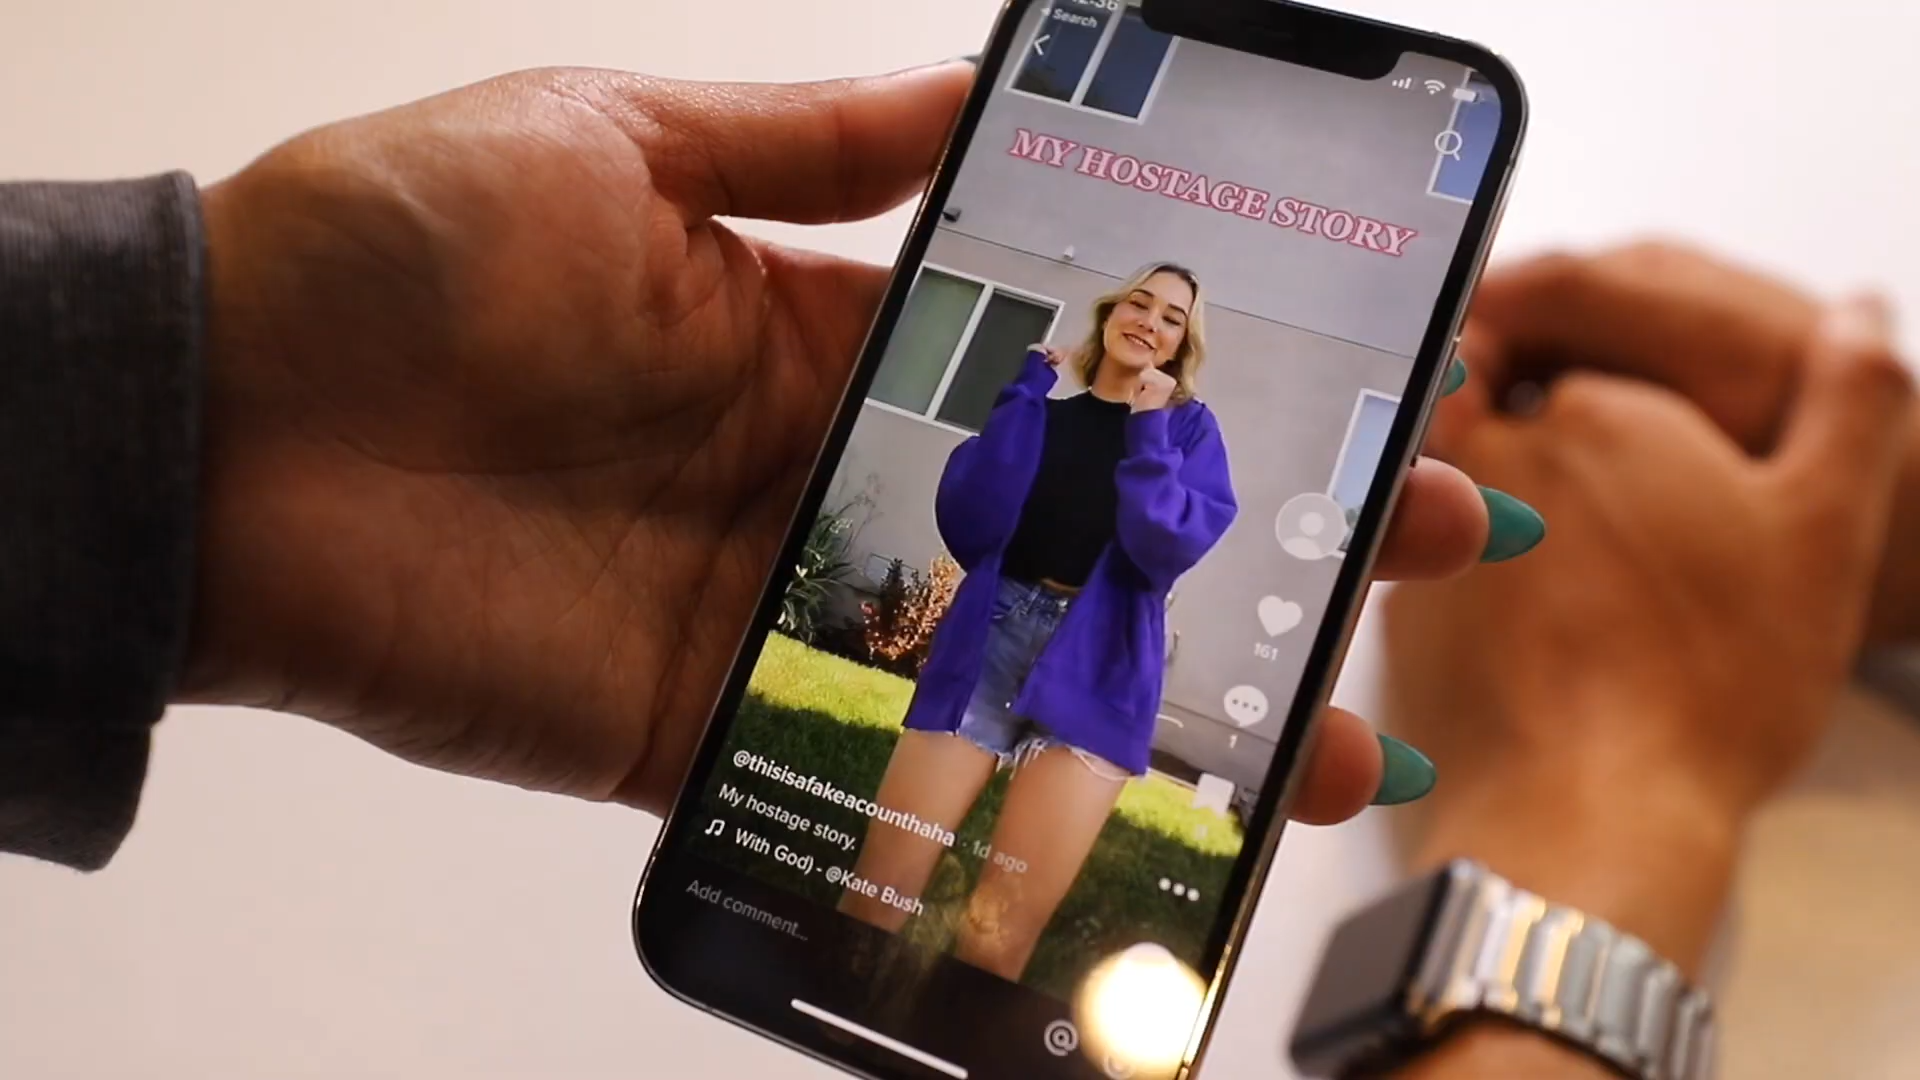 Search
MY HOSTAGE STORY
161
1
@thisisafakeacounthaha · 1d ago
My hostage story.
With God) - @Kate Bush
Add comment...
@